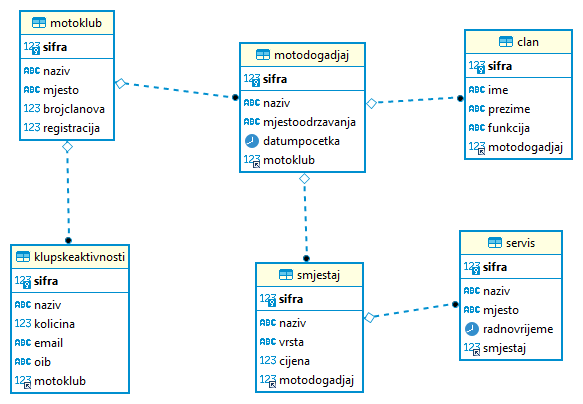 motoklub
123 sifra
ABC naziv
ABC mjesto
123 brojclanova
123 registracija
motodogadjaj
123 sifra
ABC naziv
ABC mjestoodrzavanja
datumpocetka
123 motoklub
clan
123 sifra
ABC ime
ABC prezime
ABC funkcija
123 motodogadjaj
klupskeaktivnosti
123 sifra
ABC naziv
123 kolicina
ABC email
ABC oib
123 motoklub
smjestaj
123 sifra
ABC naziv
ABC vrsta
123 cijena
123 motodogadjaj
servis
123 sifra
ABC naziv
ABC mjesto
radnovrijeme
123 smjestaj